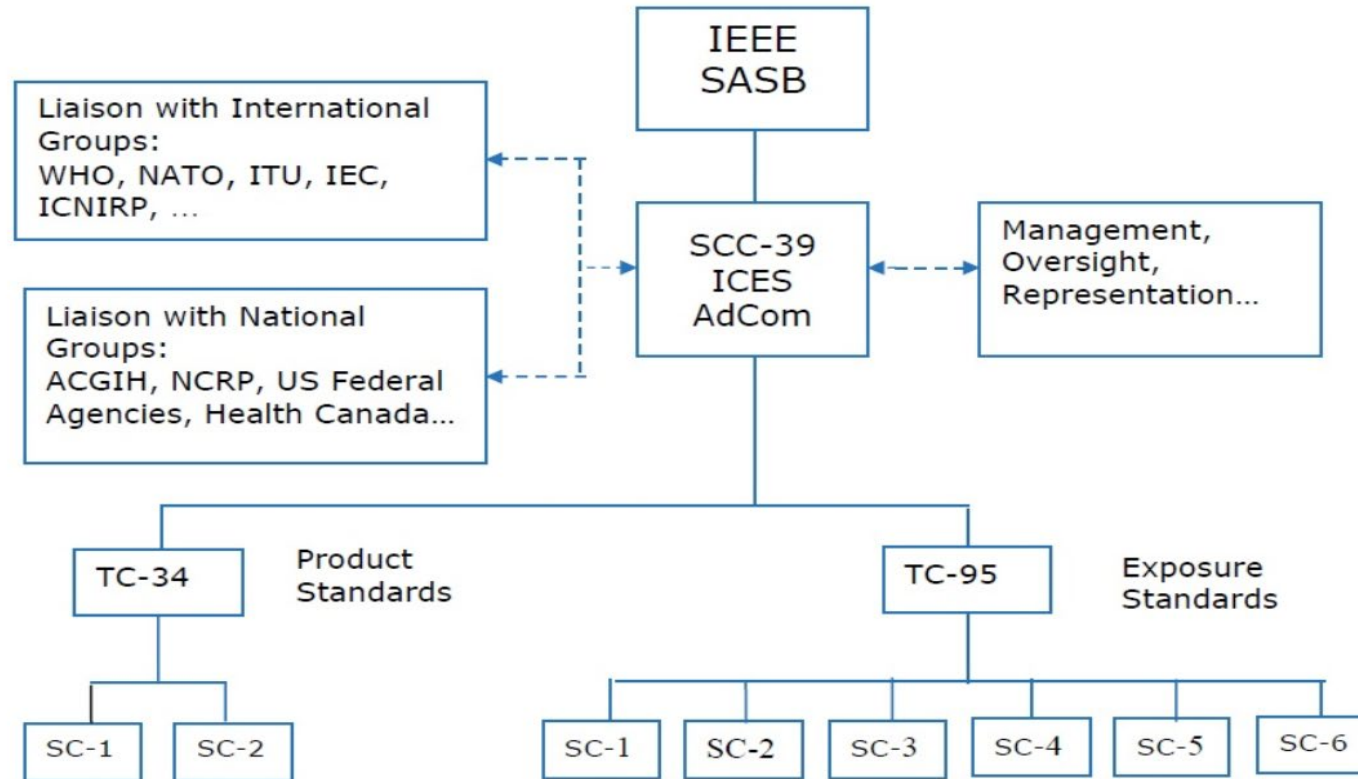 IEEE
SASB
Liaison with International
Groups:
WHO, NATO, ITU, IEC,
ICNIRP, ...
SCC-39
ICES
AdCom
Management,
Oversight,
Representation...
Liaison with National
Groups:
ACGIH, NCRP, US Federal
Agencies, Health Canada...
TC-34
Product
Standards
TC-95
Exposure
Standards
SC-1
SC-2
SC-1
SC-2
SC-3
SC-4
SC-5
SC-6